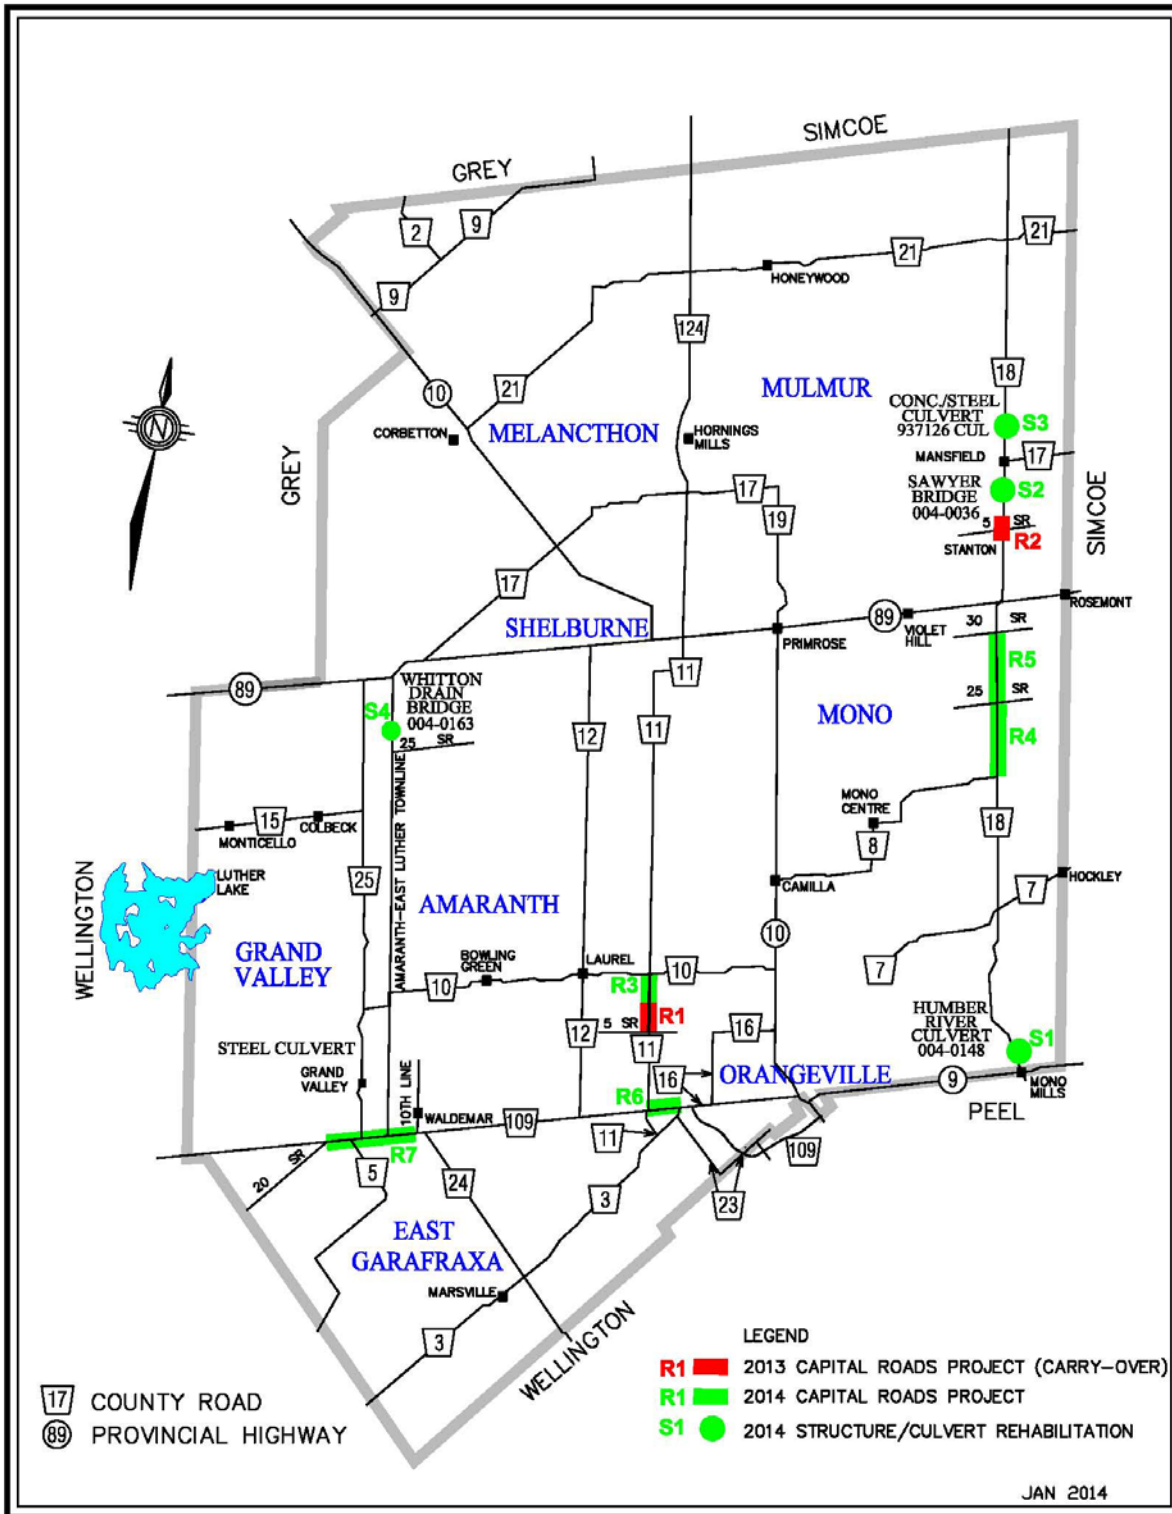 SIMCOE
GREY
2
9
9
21
21
HONEYWOOD
124
10
21
18
MULMUR
CONC./STEEL
CULVERT
937126 CUL
S3
CORBETTON
MELANCTHON
HORNINGS
MILLS
MANSFIELD
17
GREY
N
SAWYER
BRIDGE
004-0036
S2
SIMCOE
17
19
5 SR
STANTON
R2
17
ROSEMONT
SHELBURNE
89
VIOLET
HILL
30 SR
PRIMROSE
11
R5
89
WHITTON
DRAIN
BRIDGE
004-0163
S4
25 SR
25 SR
12
11
MONO
R4
AMARANTH-EAST LUTHER TOWNLINE
MONO
CENTRE
15
COLBECK
MONTICELLO
18
8
WELLINGTON
LUTHER
LAKE
25
CAMILLA
HOCKLEY
7
AMARANTH
10
GRAND
VALLEY
BOWLING
GREEN
LAUREL
10
10
7
R3
R1
HUMBER
RIVER
CULVERT
004-0148
S1
12
5 SR
11
16
STEEL CULVERT
GRAND
VALLEY
10TH LINE
16
ORANGEVILLE
9
MONO
MILLS
R6
PEEL
WALDEMAR
109
R7
11
109
20 SR
5
24
3
23
EAST
GARAFRAXA
MARSVILLE
3
WELLINGTON
LEGEND
R1 2013 CAPITAL ROADS PROJECT (CARRY-OVER)
R1 2014 CAPITAL ROADS PROJECT
S1 2014 STRUCTURE/CULVERT REHABILITATION
17 COUNTY ROAD
89 PROVINCIAL HIGHWAY
JAN 2014